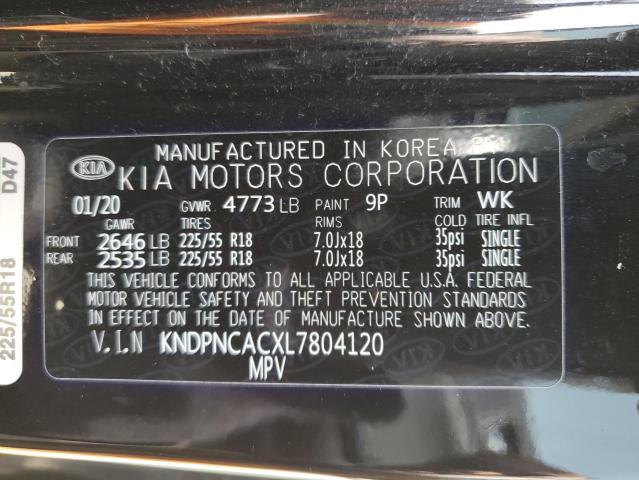 MANUFACTURED IN KOREA BY
KIA KIA MOTORS CORPORATION
01/20 GVWR 4773 LB PAINT 9P TRIM WK
GAWR TIRES RIMS COLD TIRE INFL
FRONT 2646 LB 225/55 R18 7.0Jx18 35psi SINGLE
REAR 2535 LB 225/55 R18 7.0Jx18 35psi SINGLE
THIS VEHICLE CONFORMS TO ALL APPLICABLE U.S.A. FEDERAL
MOTOR VEHICLE SAFETY AND THEFT PREVENTION STANDARDS
IN EFFECT ON THE DATE OF MANUFACTURE SHOWN ABOVE.
V.I.N KNDPNCACXL7804120
MPV
225/55R18 D47